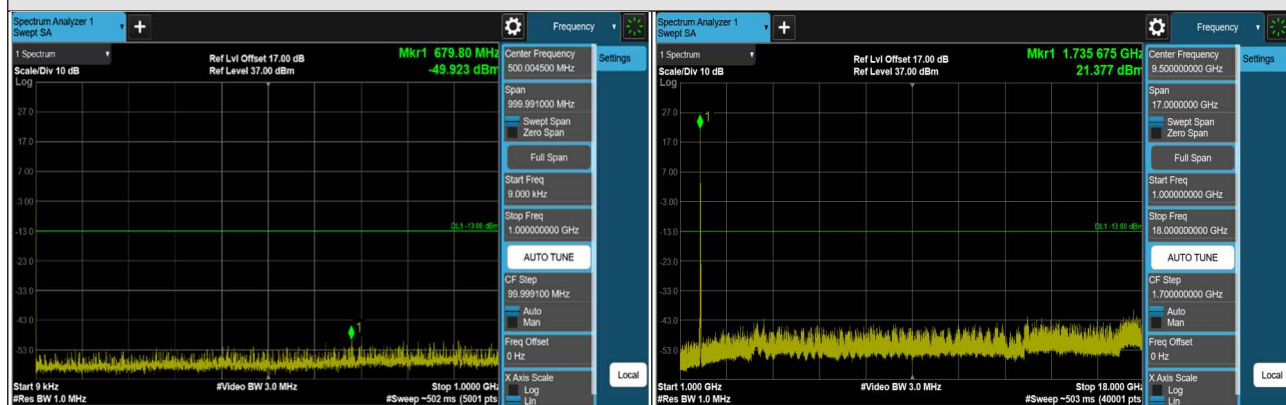 Spectrum Analyzer 1
Swept SA
+
Frequency
1 Spectrum
Scale/Div 10 dB
Log
Ref Lvl Offset 17.00 dB
Ref Level 37.00 dBm
Mkr1 679.80 MHz
-49.923 dBm
27.0
17.0
7.00
-3.00
-13.0
-23.0
-33.0
-43.0
-53.0
1
DL1 -13.00 dBm
Start 9 kHz
#Res BW 1.0 MHz
#Video BW 3.0 MHz
Stop 1.0000 GHz
#Sweep ~502 ms (5001 pts
Center Frequency
500.004500 MHz
Settings
Span
999.991000 MHz
Swept Span
Zero Span
Full Span
Start Freq
9.000 kHz
Stop Freq
1.000000000 GHz
AUTO TUNE
CF Step
99.999100 MHz
Auto
Man
Freq Offset
0 Hz
X Axis Scale
Log
Lin
Local
Spectrum Analyzer 1
Swept SA
+
Frequency
1 Spectrum
Scale/Div 10 dB
Log
Ref Lvl Offset 17.00 dB
Ref Level 37.00 dBm
Mkr1 1.735 675 GHz
21.377 dBm
27.0
17.0
7.00
-3.00
-13.0
-23.0
-33.0
-43.0
-53.0
1
DL1 -13.00 dBm
Start 1.000 GHz
#Res BW 1.0 MHz
#Video BW 3.0 MHz
Stop 18.000 GHz
#Sweep ~503 ms (40001 pts
Center Frequency
9.500000000 GHz
Settings
Span
17.0000000 GHz
Swept Span
Zero Span
Full Span
Start Freq
1.000000000 GHz
Stop Freq
18.000000000 GHz
AUTO TUNE
CF Step
1.700000000 GHz
Auto
Man
Freq Offset
0 Hz
X Axis Scale
Log
Lin
Local